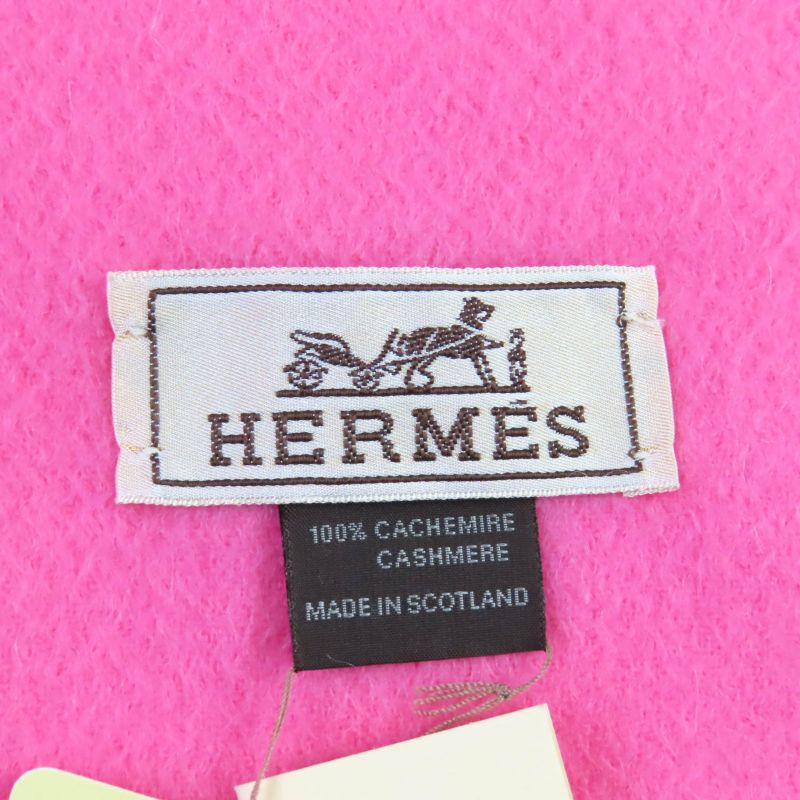 HERMÈS
100% CACHEMIRE
CASHMERE
MADE IN SCOTLAND